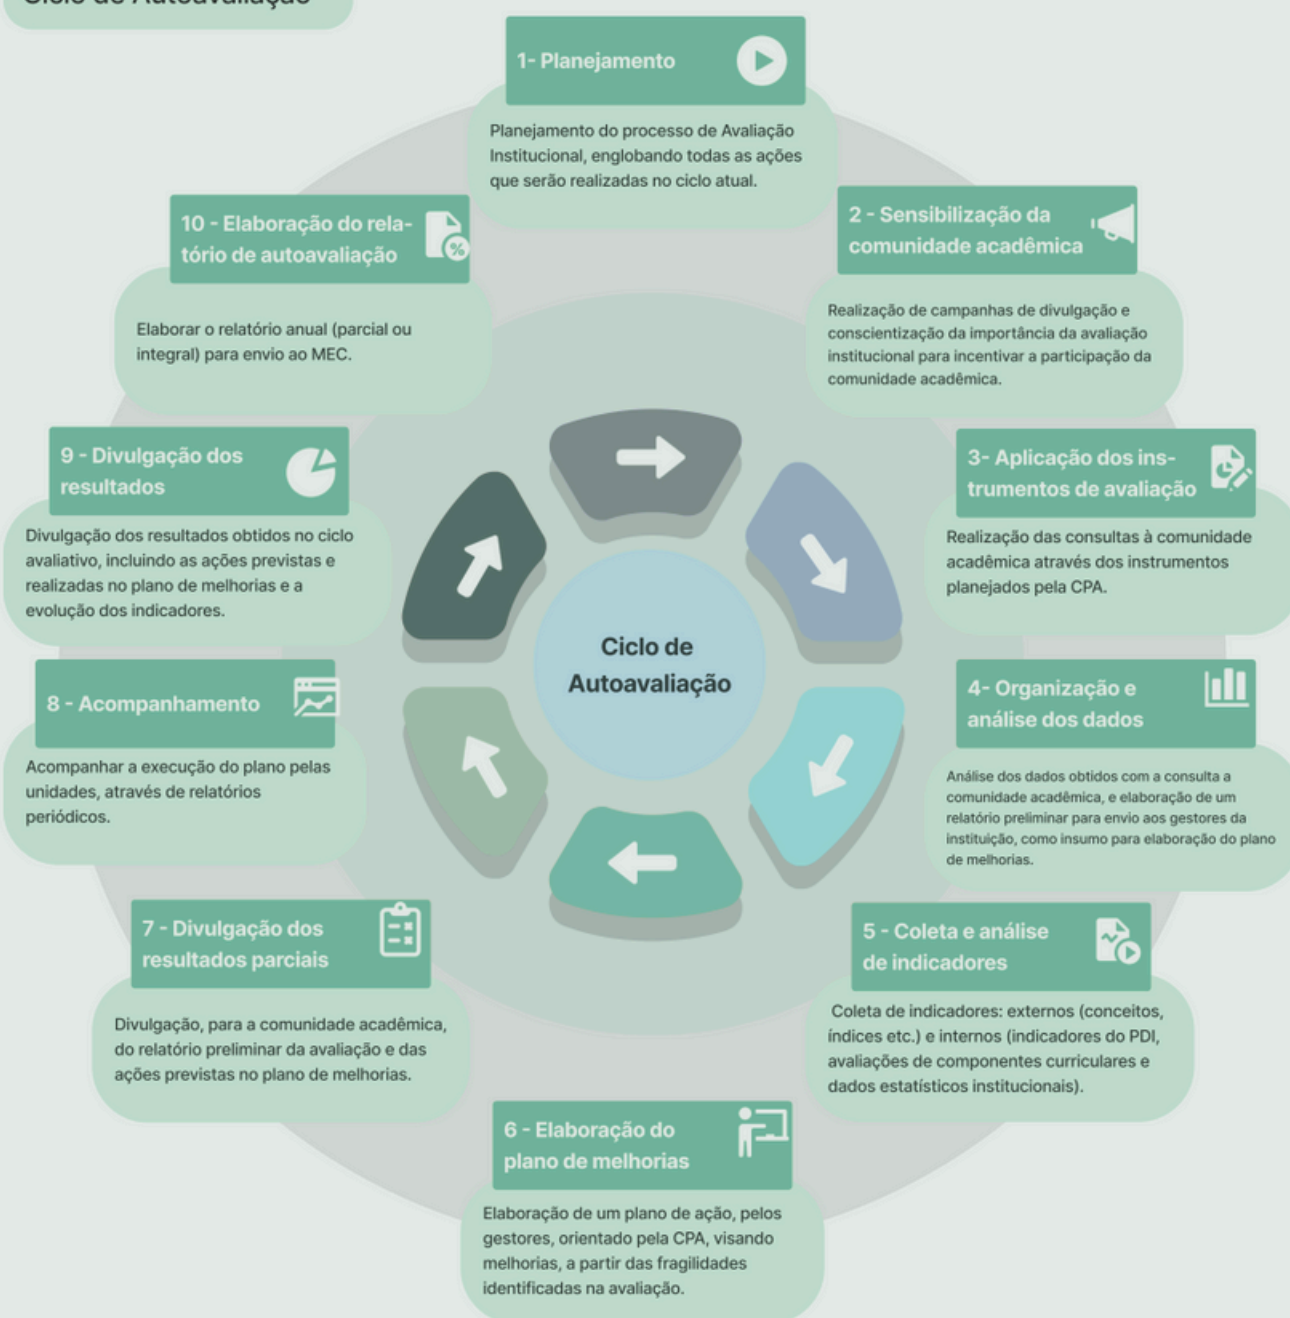 Ciclo de Autoavaliação
1- Planejamento
Planejamento do processo de Avaliação
Institucional, englobando todas as ações
que serão realizadas no ciclo atual.
2 - Sensibilização da
comunidade acadêmica
Realização de campanhas de divulgação e
conscientização da importância da avaliação
institucional para incentivar a participação da
comunidade acadêmica.
3- Aplicação dos ins-
trumentos de avaliação
Realização das consultas à comunidade
acadêmica através dos instrumentos
planejados pela CPA.
4- Organização e
análise dos dados
Análise dos dados obtidos com a consulta a
comunidade acadêmica, e elaboração de um
relatório preliminar para envio aos gestores da
instituição, como insumo para elaboração do plano
de melhorias.
5 - Coleta e análise
de indicadores
Coleta de indicadores: externos (conceitos,
índices etc.) e internos (indicadores do PDI,
avaliações de componentes curriculares e
dados estatísticos institucionais).
6 - Elaboração do
plano de melhorias
Elaboração de um plano de ação, pelos
gestores, orientado pela CPA, visando
melhorias, a partir das fragilidades
identificadas na avaliação.
7 - Divulgação dos
resultados parciais
Divulgação, para a comunidade acadêmica,
do relatório preliminar da avaliação e das
ações previstas no plano de melhorias.
8 - Acompanhamento
Acompanhar a execução do plano pelas
unidades, através de relatórios
periódicos.
9 - Divulgação dos
resultados
Divulgação dos resultados obtidos no ciclo
avaliativo, incluindo as ações previstas e
realizadas no plano de melhorias e a
evolução dos indicadores.
10 - Elaboração do rela-
tório de autoavaliação
%
Elaborar o relatório anual (parcial ou
integral) para envio ao MEC.
Ciclo de
Autoavaliação